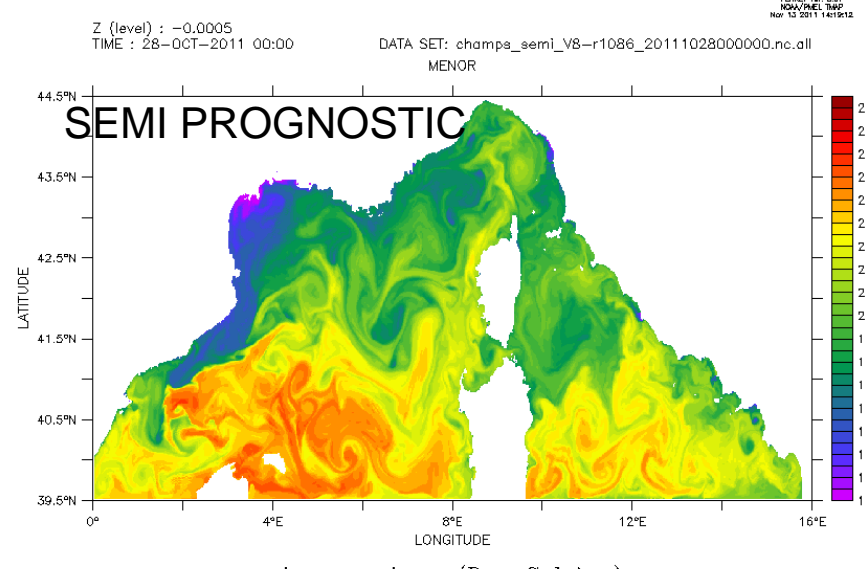 NOAA/PMEL TMAP
Nov 13 2011 14:19:12
Z (level) : -0.0005
TIME : 28-OCT-2011 00:00
DATA SET: champs_semi_V8-r1086_20111028000000.nc.all
MENOR
SEMI PROGNOSTIC
44.5°N
43.5°N
42.5°N
41.5°N
40.5°N
39.5°N
LATITUDE
0°
4°E
8°E
12°E
16°E
LONGITUDE